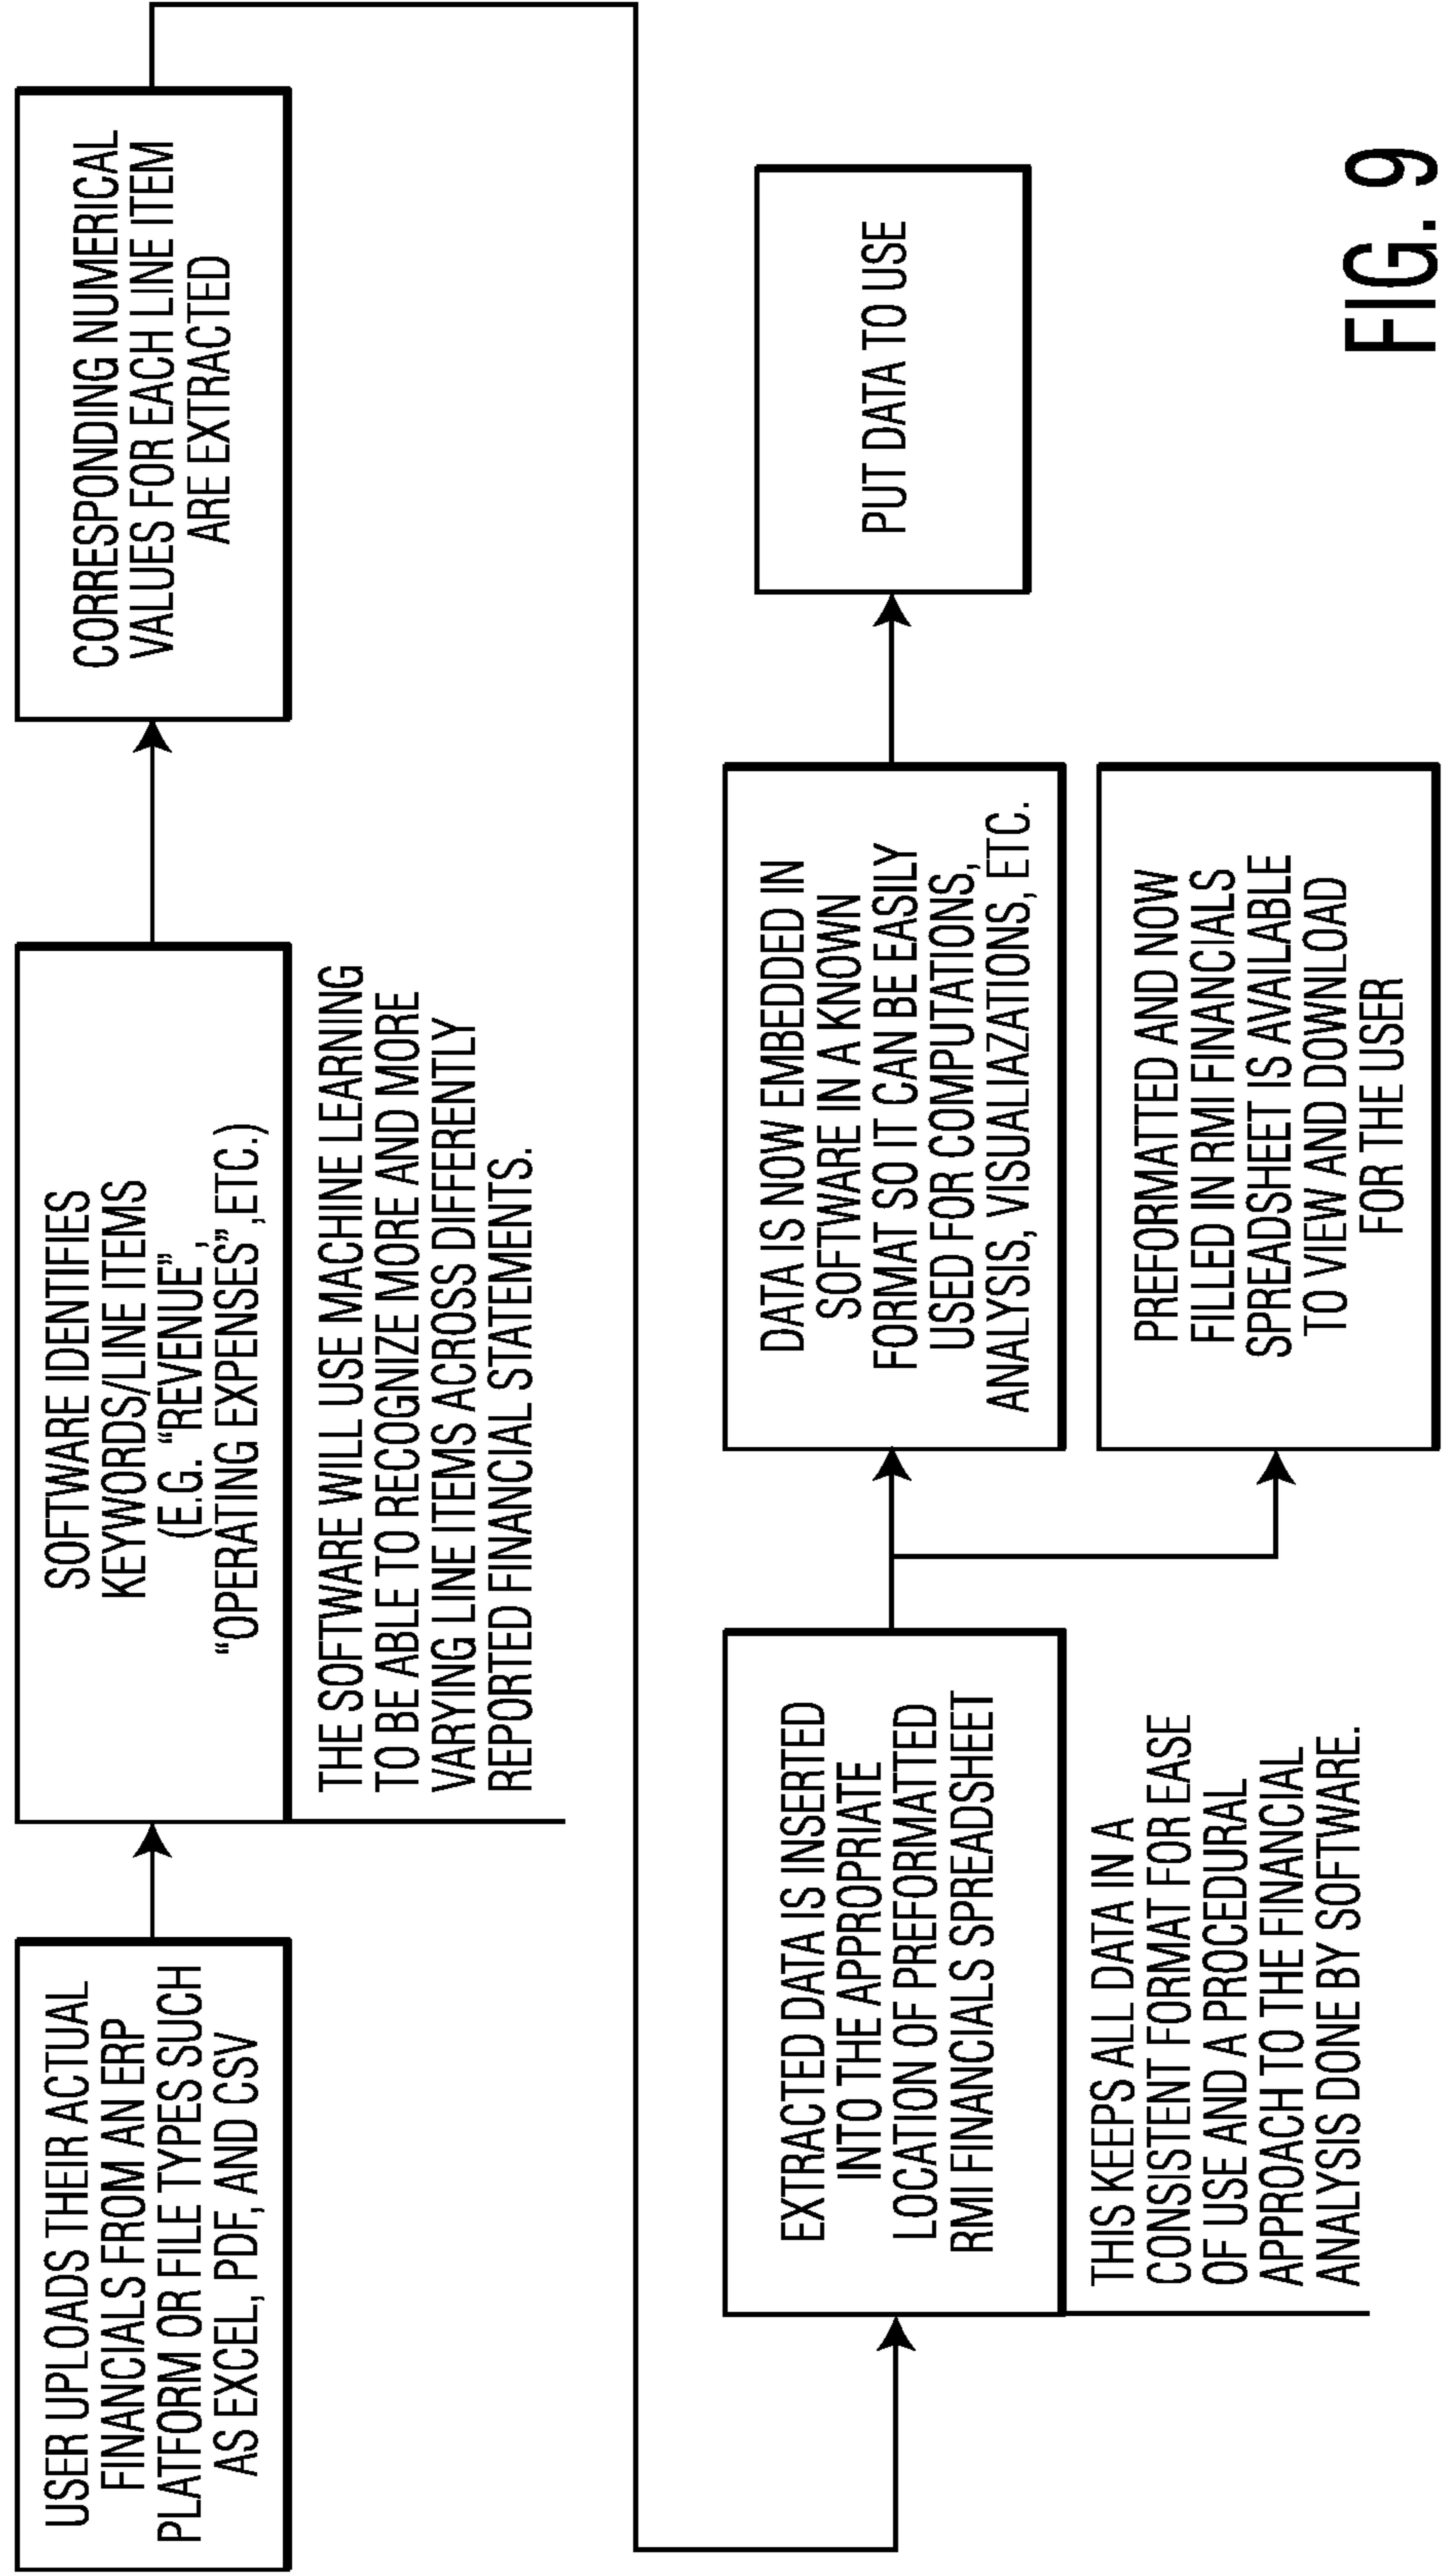 USER UPLOADS THEIR ACTUAL
FINANCIALS FROM AN ERP
PLATFORM OR FILE TYPES SUCH
AS EXCEL, PDF, AND CSV
SOFTWARE IDENTIFIES
KEYWORDS/LINE ITEMS
(E.G. “REVENUE”,
“OPERATING EXPENSES”,ETC.)
THE SOFTWARE WILL USE MACHINE LEARNING
TO BE ABLE TO RECOGNIZE MORE AND MORE
VARYING LINE ITEMS ACROSS DIFFERENTLY
REPORTED FINANCIAL STATEMENTS.
CORRESPONDING NUMERICAL
VALUES FOR EACH LINE ITEM
ARE EXTRACTED
EXTRACTED DATA IS INSERTED
INTO THE APPROPRIATE
LOCATION OF PREFORMATTED
RMI FINANCIALS SPREADSHEET
THIS KEEPS ALL DATA IN A
CONSISTENT FORMAT FOR EASE
OF USE AND A PROCEDURAL
APPROACH TO THE FINANCIAL
ANALYSIS DONE BY SOFTWARE.
DATA IS NOW EMBEDDED IN
SOFTWARE IN A KNOWN
FORMAT SO IT CAN BE EASILY
USED FOR COMPUTATIONS,
ANALYSIS, VISUALIAZATIONS, ETC.
PREFORMATTED AND NOW
FILLED IN RMI FINANCIALS
SPREADSHEET IS AVAILABLE
TO VIEW AND DOWNLOAD
FOR THE USER
PUT DATA TO USE
FIG. 9